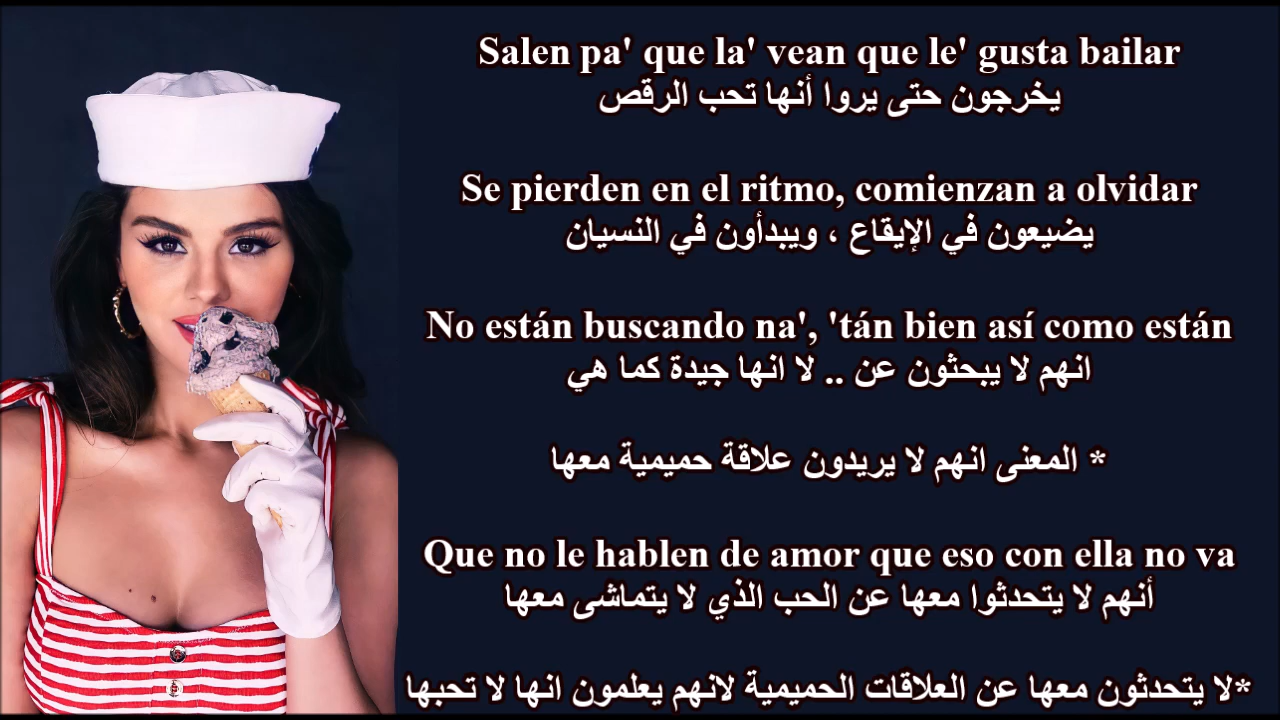 Salen pa' que la' vean que le' gusta bailar
يخرجون حتى يروا أنها تحب الرقص
Se pierden en el ritmo, comienzan a olvidar
يضيعون في الإيقاع ، ويبدأون في النسيان
No están buscando na', 'tán bien así como están
انهم لا يبحثون عن .. لا انها جيدة كما هي
* المعنى انهم لا يريدون علاقة حميمية معها
Que no le hablen de amor que eso con ella no va
أنهم لا يتحدثوا معها عن الحب الذي لا يتماشى معها
*لا يتحدثون معها عن العلاقات الحميمية لانهم يعلمون انها لا تحبها